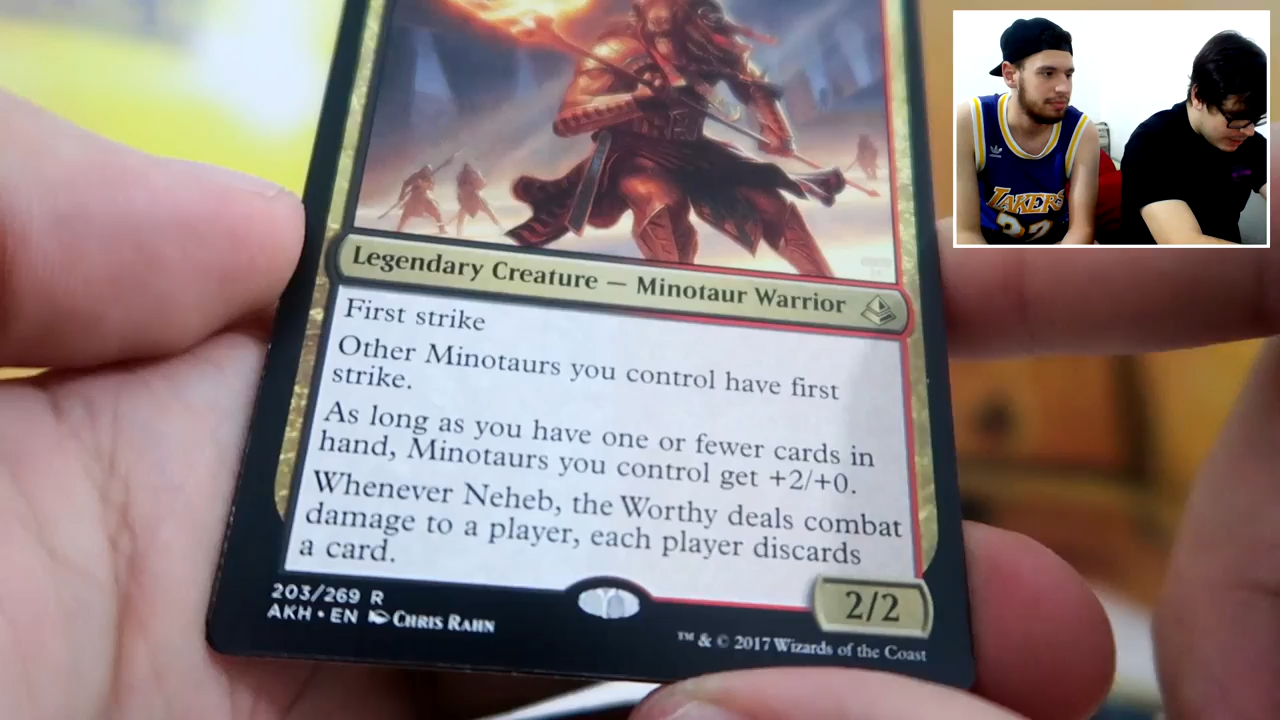 Legendary Creature — Minotaur Warrior
First strike
Other Minotaurs you control have first
strike.
As long as you have one or fewer cards in
hand, Minotaurs you control get +2/+0.
Whenever Neheb, the Worthy deals combat
damage to a player, each player discards
a card.
2/2
203/269 R
AKH • EN CHRIS RAHN
™ & © 2017 Wizards of the Coast
LAKERS
32